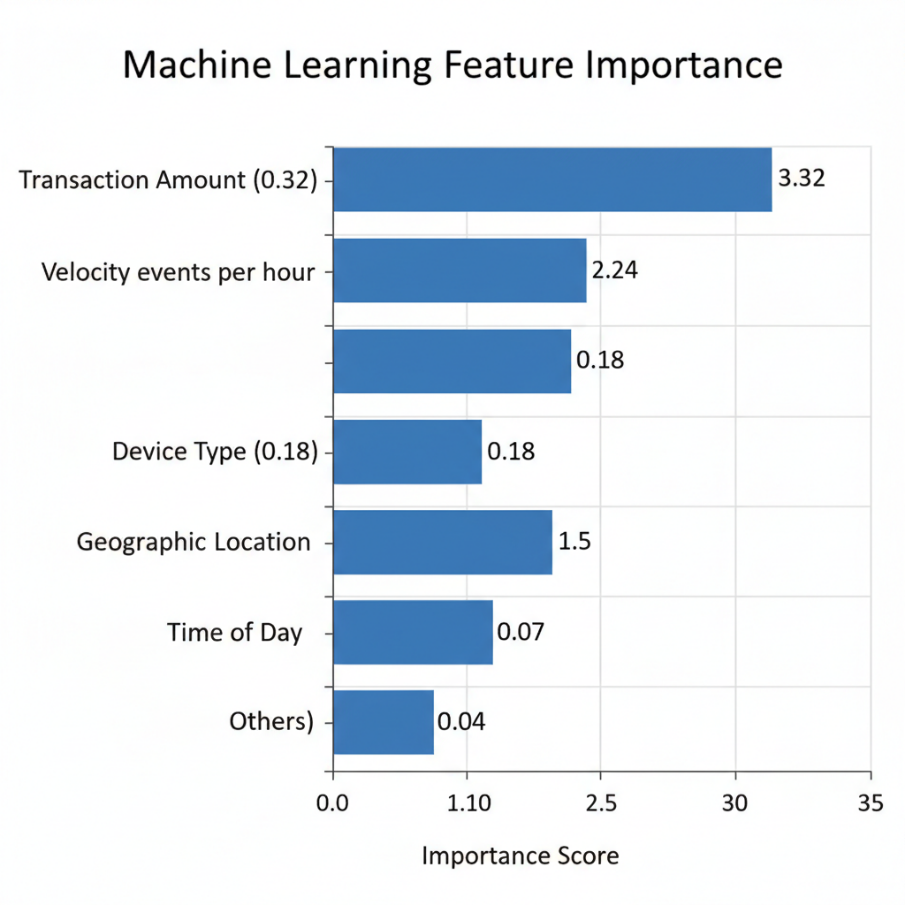 Machine Learning Feature Importance
Transaction Amount (0.32)
3.32
Velocity events per hour
2.24
0.18
Device Type (0.18)
0.18
Geographic Location
1.5
Time of Day
0.07
Others)
0.04
0.0 1.10 2.5 30 35
Importance Score